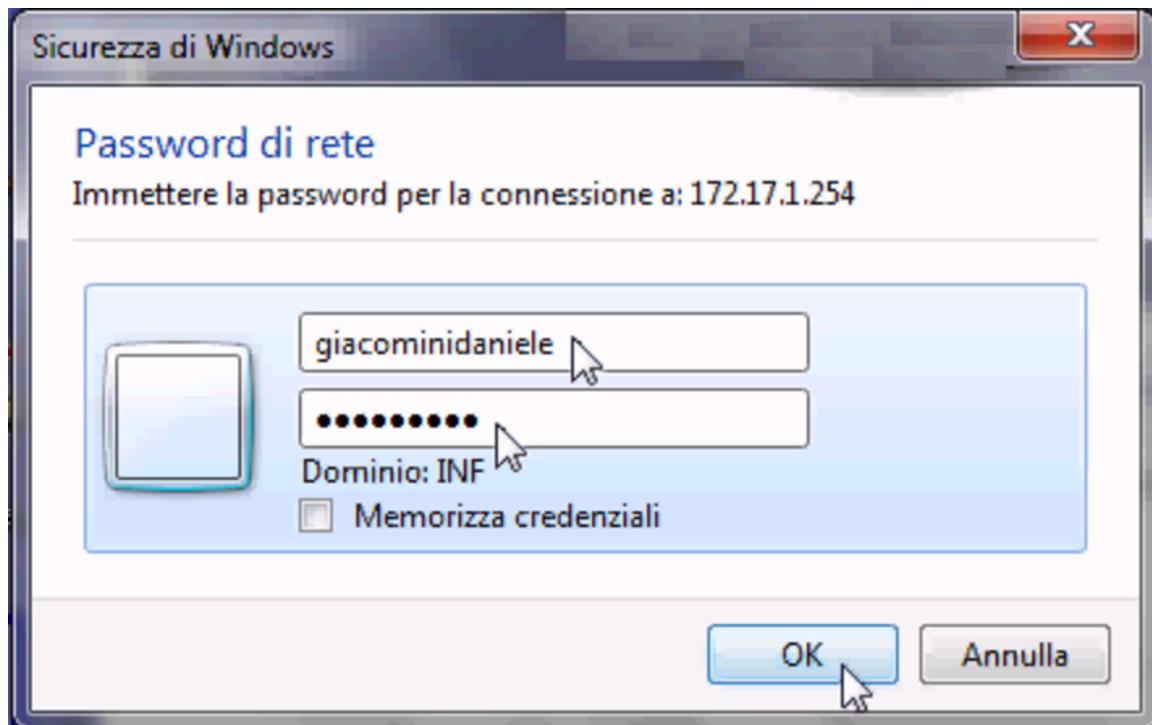 Sicurezza di Windows
Password di rete
Immettere la password per la connessione a: 172.17.1.254
giacominidaniele
•••••••••
Dominio: INF
Memorizza credenziali
OK
Annulla